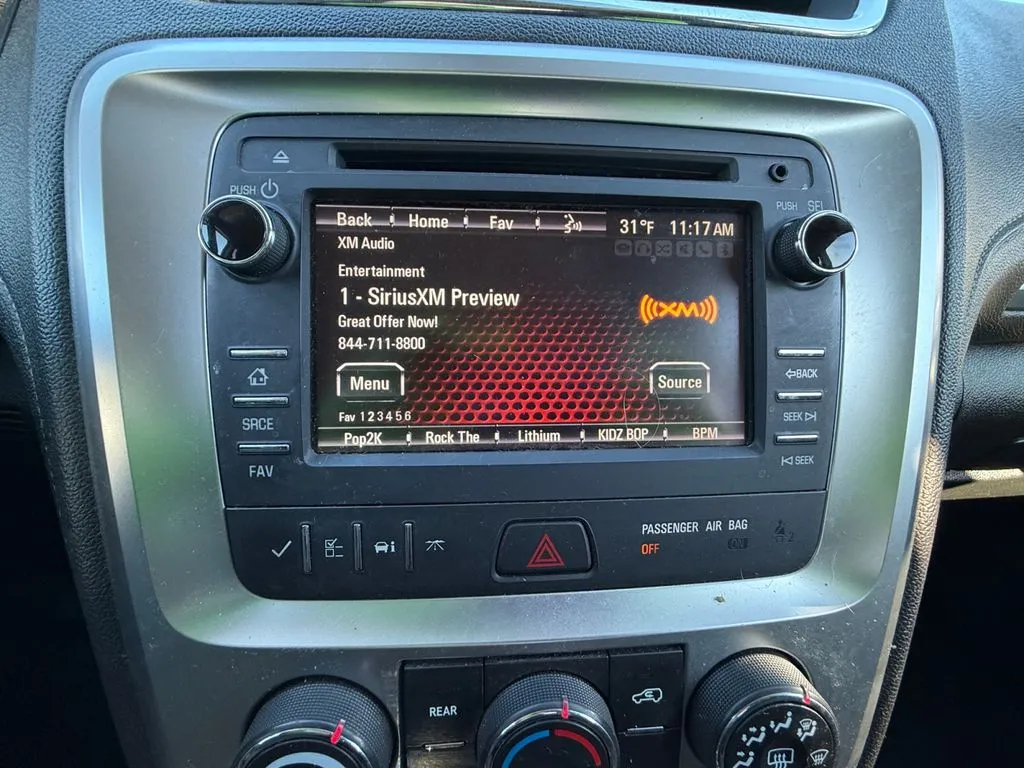 PUSH
PUSH SEL
Back Home Fav 31°F 11:17 AM
XM Audio
Entertainment
1 - SiriusXM Preview
((XM))
Great Offer Now!
844-711-8800
Menu
Source
BACK
Fav 1 2 3 4 5 6
SRCE
SEEK
Pop2K Rock The Lithium KIDZ BOP BPM
FAV
SEEK
PASSENGER AIR BAG
OFF ON 2
REAR